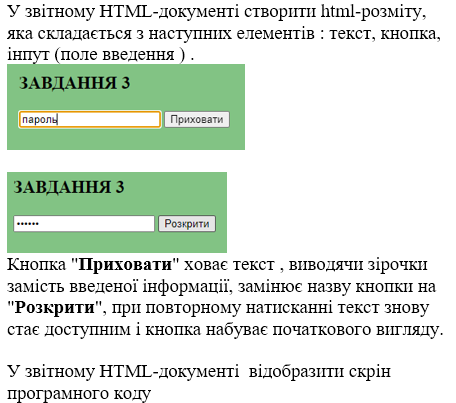 У звітному HTML-документі створити html-розміту,
яка складається з наступних елементів : текст, кнопка,
інпут (поле введення ) .
ЗАВДАННЯ 3
пароль Приховати
ЗАВДАННЯ 3
•••••• Розкрити
Кнопка "Приховати" ховає текст , виводячи зірочки
замість введеної інформації, замінює назву кнопки на
"Розкрити", при повторному натисканні текст знову
стає доступним і кнопка набуває початкового вигляду.
У звітному HTML-документі відобразити скрін
програмного коду